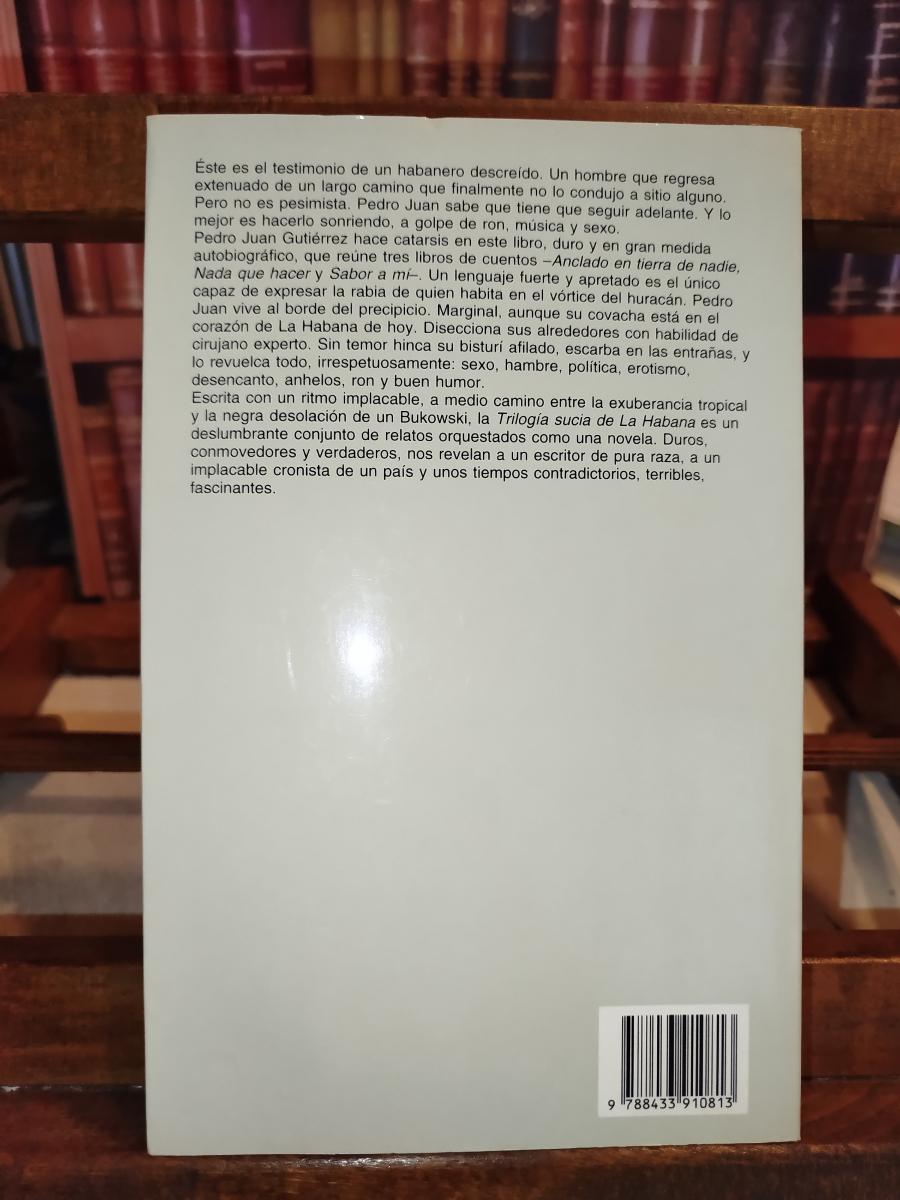 Éste es el testimonio de un habanero descreído. Un hombre que regresa
extenuado de un largo camino que finalmente no lo condujo a sitio alguno.
Pero no es pesimista. Pedro Juan sabe que tiene que seguir adelante. Y lo
mejor es hacerlo sonriendo, a golpe de ron, música y sexo.
Pedro Juan Gutiérrez hace catarsis en este libro, duro y en gran medida
autobiográfico, que reúne tres libros de cuentos –Anclado en tierra de nadie,
Nada que hacer y Sabor a mí–. Un lenguaje fuerte y apretado es el único
capaz de expresar la rabia de quien habita en el vórtice del huracán. Pedro
Juan vive al borde del precipicio. Marginal, aunque su covacha está en el
corazón de La Habana de hoy. Disecciona sus alrededores con habilidad de
cirujano experto. Sin temor hinca su bisturí afilado, escarba en las entrañas, y
lo revuelca todo, irrespetuosamente: sexo, hambre, política, erotismo,
desencanto, anhelos, ron y buen humor.
Escrita con un ritmo implacable, a medio camino entre la exuberancia tropical
y la negra desolación de un Bukowski, la Trilogía sucia de La Habana es un
deslumbrante conjunto de relatos orquestados como una novela. Duros,
conmovedores y verdaderos, nos revelan a un escritor de pura raza, a un
implacable cronista de un país y unos tiempos contradictorios, terribles,
fascinantes.
9 788433 910813